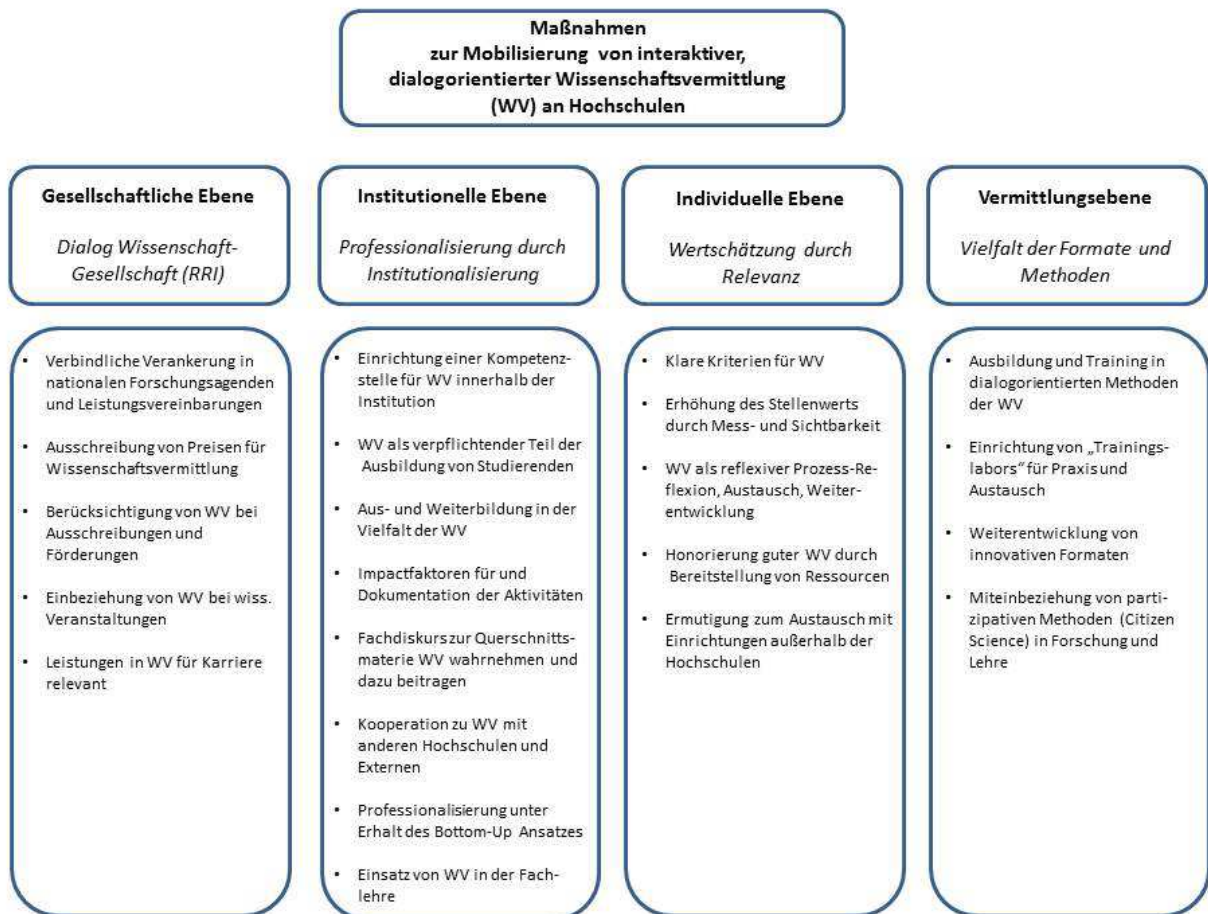 Maßnahmen
zur Mobilisierung von interaktiver,
dialogorientierter Wissenschaftsvermittlung
(WV) an Hochschulen
Gesellschaftliche Ebene
Dialog Wissenschaft-
Gesellschaft (RRI)
• Verbindliche Verankerung in
nationalen Forschungsagenden
und Leistungsvereinbarungen
• Ausschreibung von Preisen für
Wissenschaftsvermittlung
• Berücksichtigung von WV bei
Ausschreibungen und
Förderungen
• Einbeziehung von WV bei wiss.
Veranstaltungen
• Leistungen in WV für Karriere
relevant
Institutionelle Ebene
Professionalisierung durch
Institutionalisierung
• Einrichtung einer Kompetenz-
stelle für WV innerhalb der
Institution
• WV als verpflichtender Teil der
Ausbildung von Studierenden
• Aus- und Weiterbildung in der
Vielfalt der WV
• Impactfaktoren für und
Dokumentation der Aktivitäten
• Fachdiskurs zur Querschnitts-
materie WV wahrnehmen und
dazu beitragen
• Kooperation zu WV mit
anderen Hochschulen und
Externen
• Professionalisierung unter
Erhalt des Bottom-Up Ansatzes
• Einsatz von WV in der Fach-
lehre
Individuelle Ebene
Wertschätzung durch
Relevanz
• Klare Kriterien für WV
• Erhöhung des Stellenwerts
durch Mess- und Sichtbarkeit
• WV als reflexiver Prozess-Re-
flexion, Austausch, Weiter-
entwicklung
• Honorierung guter WV durch
Bereitstellung von Ressourcen
• Ermutigung zum Austausch mit
Einrichtungen außerhalb der
Hochschulen
Vermittlungsebene
Vielfalt der Formate und
Methoden
• Ausbildung und Training in
dialogorientierten Methoden
der WV
• Einrichtung von „Trainings-
labors“ für Praxis und
Austausch
• Weiterentwicklung von
innovativen Formaten
• Miteinbeziehung von parti-
zipativen Methoden (Citizen
Science) in Forschung und
Lehre